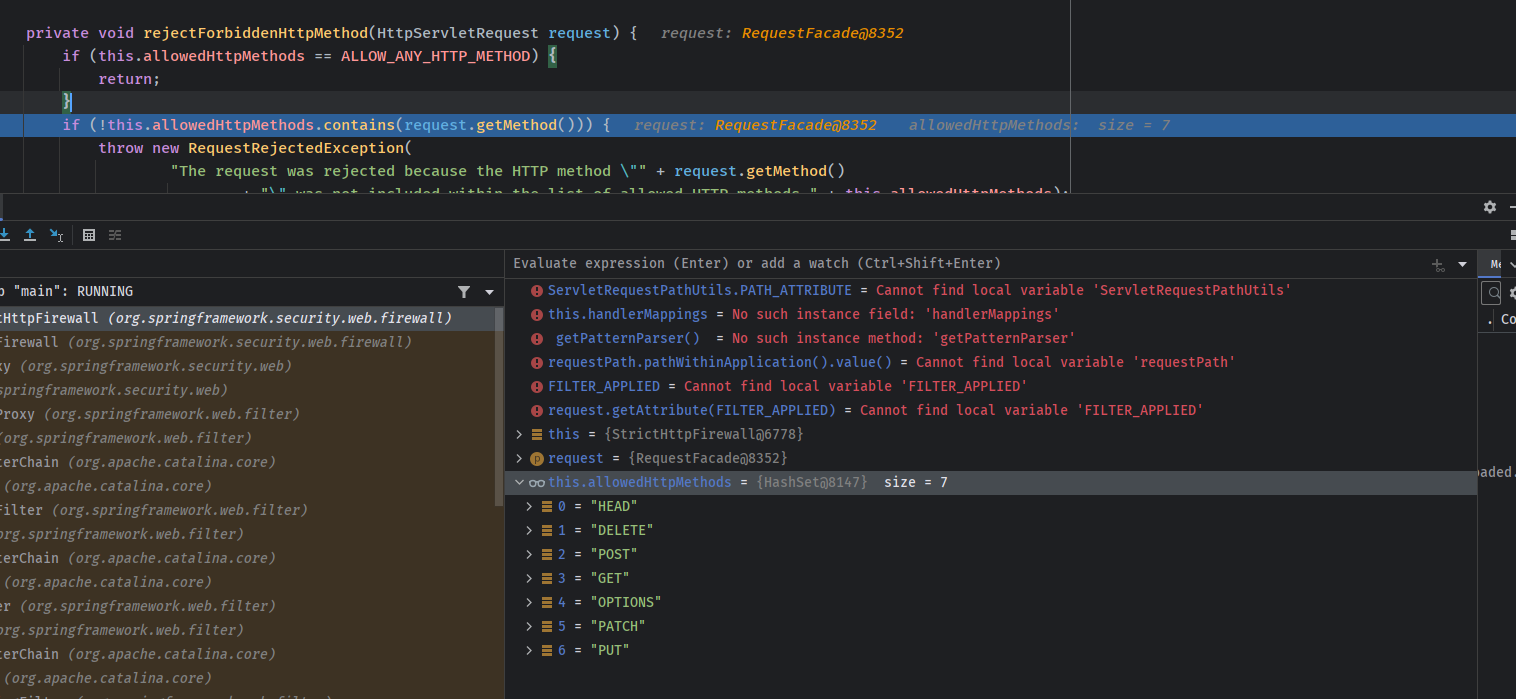 private void rejectForbiddenHttpMethod(HttpServletRequest request) {   request: RequestFacade@8352
if (this.allowedHttpMethods == ALLOW_ANY_HTTP_METHOD) {
return;
}
if (!this.allowedHttpMethods.contains(request.getMethod())) {   request: RequestFacade@8352   allowedHttpMethods:  size = 7
throw new RequestRejectedException(
"The request was rejected because the HTTP method \"" + request.getMethod()
+ "\" was not included within the list of allowed HTTP methods " + this.allowedHttpMethods);
Evaluate expression (Enter) or add a watch (Ctrl+Shift+Enter)
"main": RUNNING
tHttpFirewall (org.springframework.security.web.firewall)
Firewall (org.springframework.security.web.firewall)
xy (org.springframework.security.web)
springframework.security.web)
Proxy (org.springframework.web.filter)
(org.springframework.web.filter)
terChain (org.apache.catalina.core)
(org.apache.catalina.core)
Filter (org.springframework.web.filter)
org.springframework.web.filter)
terChain (org.apache.catalina.core)
(org.apache.catalina.core)
er (org.springframework.web.filter)
org.springframework.web.filter)
terChain (org.apache.catalina.core)
(org.apache.catalina.core)
ServletRequestPathUtils.PATH_ATTRIBUTE = Cannot find local variable 'ServletRequestPathUtils'
this.handlerMappings = No such instance field: 'handlerMappings'
getPatternParser()  = No such instance method: 'getPatternParser'
requestPath.pathWithinApplication().value() = Cannot find local variable 'requestPath'
FILTER_APPLIED = Cannot find local variable 'FILTER_APPLIED'
request.getAttribute(FILTER_APPLIED) = Cannot find local variable 'FILTER_APPLIED'
this = {StrictHttpFirewall@6778}
request = {RequestFacade@8352}
this.allowedHttpMethods = {HashSet@8147}  size = 7
0 = "HEAD"
1 = "DELETE"
2 = "POST"
3 = "GET"
4 = "OPTIONS"
5 = "PATCH"
6 = "PUT"
Me
Co
aded.